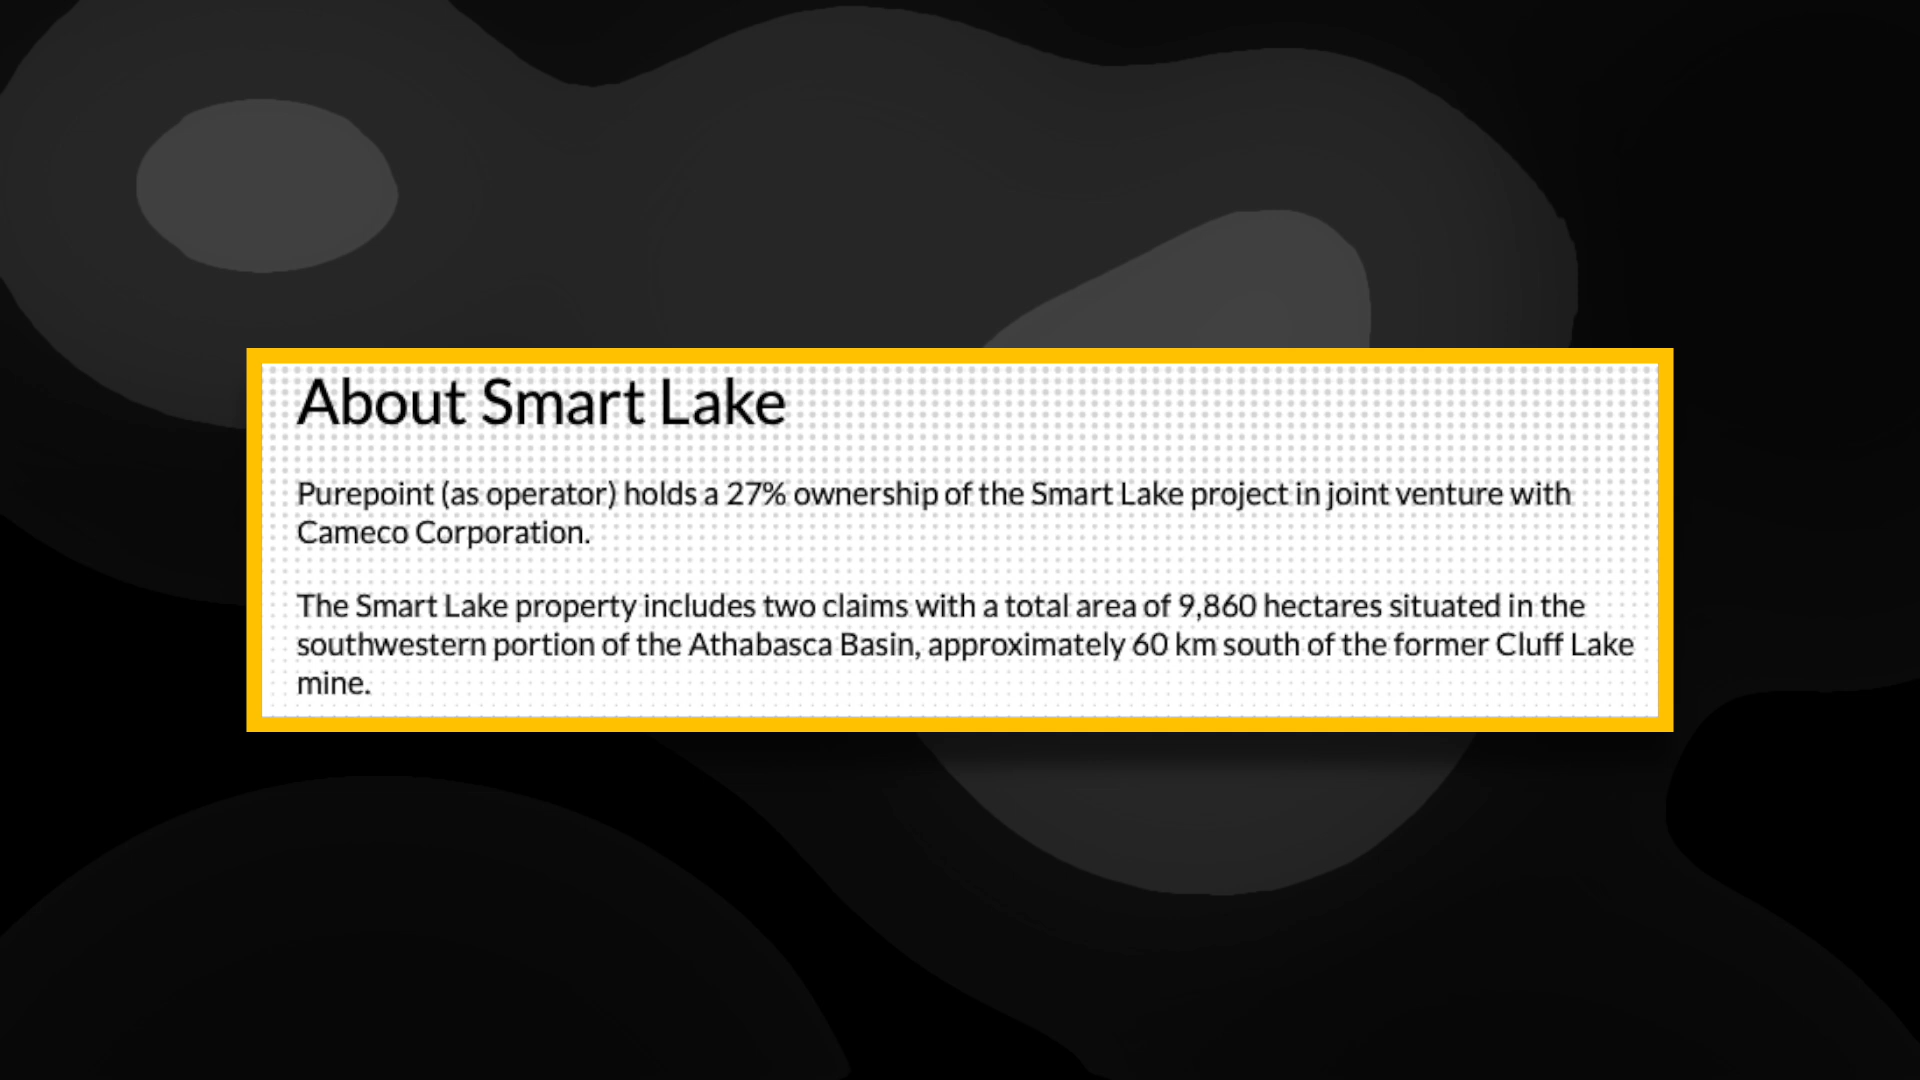 About Smart Lake
Purepoint (as operator) holds a 27% ownership of the Smart Lake project in joint venture with
Cameco Corporation.
The Smart Lake property includes two claims with a total area of 9,860 hectares situated in the
southwestern portion of the Athabasca Basin, approximately 60 km south of the former Cluff Lake
mine.